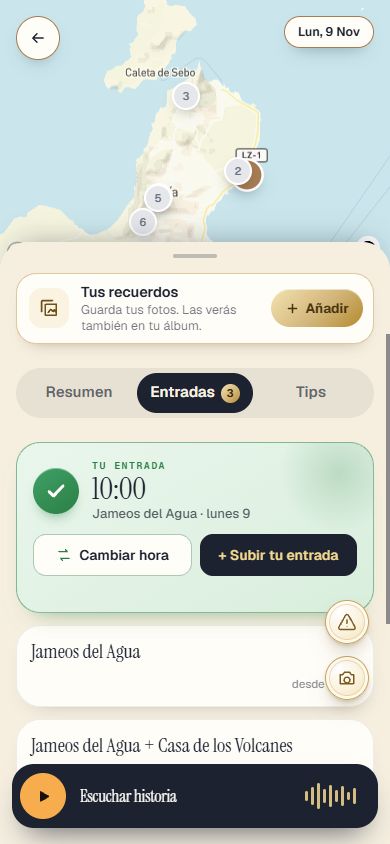 Lun, 9 Nov
Caleta de Sebo
3
LZ-1
2
5
6
Tus recuerdos
Guarda tus fotos. Las verás
también en tu álbum.
+ Añadir
Resumen
Entradas 3
Tips
TU ENTRADA
10:00
Jameos del Agua · lunes 9
Cambiar hora
+ Subir tu entrada
Jameos del Agua
desde
Jameos del Agua + Casa de los Volcanes
Escuchar historia